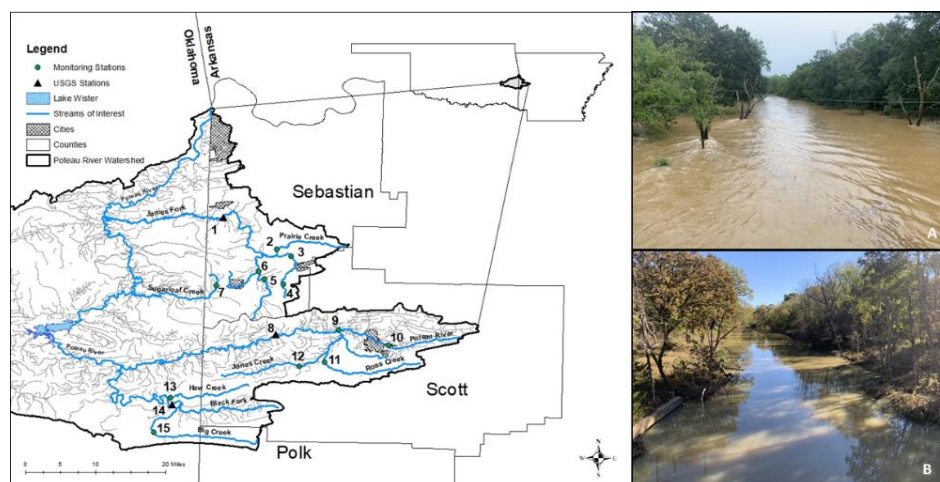 Legend
Monitoring Stations
USGS Stations
Lake Wister
Streams of Interest
Cities
Counties
Poteau River Watershed
Oklahoma
Arkansas
Sebastian
Poteau River
James Fork
1
2
Prairie Creek
3
6
5
4
Sugarloaf Creek
7
8
9
10
Poteau River
Poteau River
Jones Creek
12
11
Ross Creek
Scott
13
Haw Creek
14
Black Fork
15
Big Creek
Polk
0 5 10 20 Miles
N
W E
S
A
B